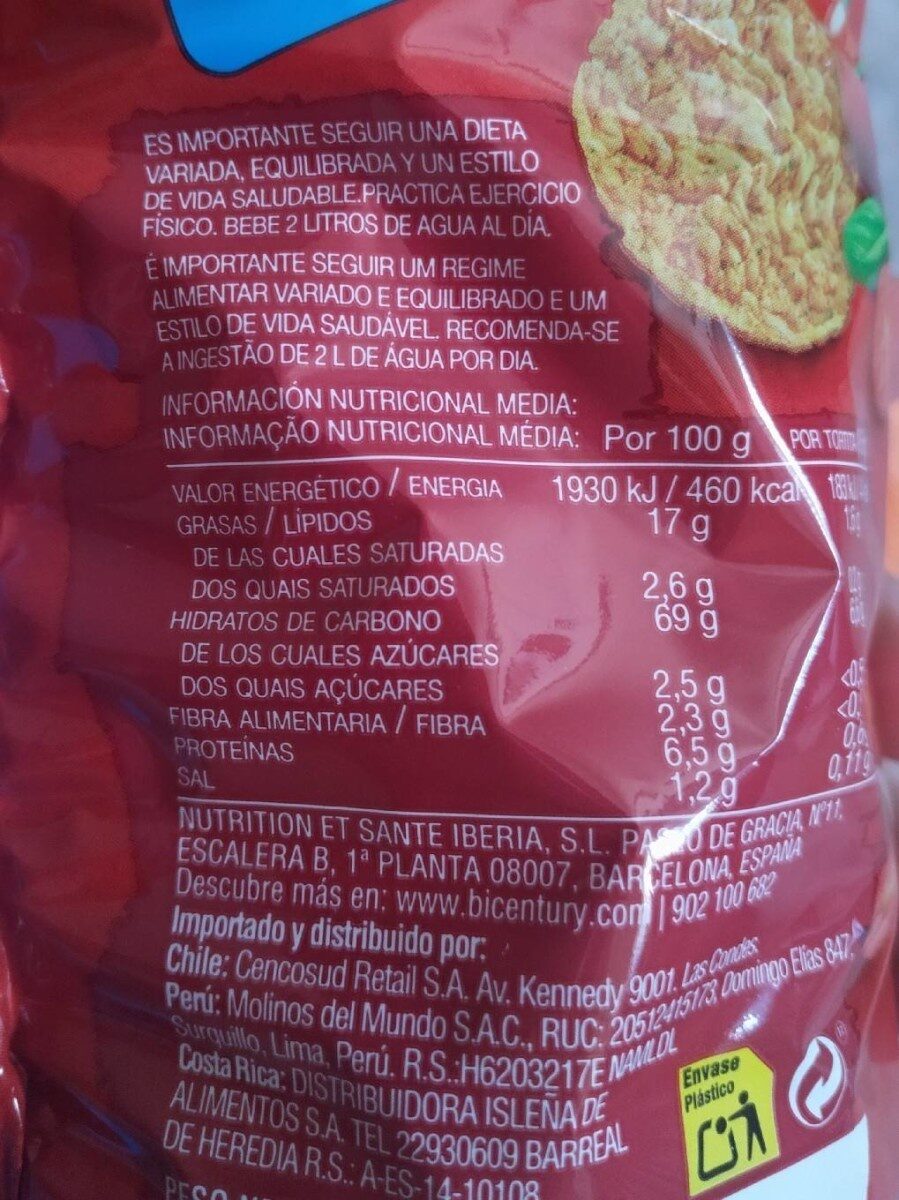 ES IMPORTANTE SEGUIR UNA DIETA
VARIADA, EQUILIBRADA Y UN ESTILO
DE VIDA SALUDABLE.PRACTICA EJERCICIO
FÍSICO. BEBE 2 LITROS DE AGUA AL DÍA.
É IMPORTANTE SEGUIR UM REGIME
ALIMENTAR VARIADO E EQUILIBRADO E UM
ESTILO DE VIDA SAUDÁVEL. RECOMENDA-SE
A INGESTÃO DE 2 L DE ÁGUA POR DIA.
INFORMACIÓN NUTRICIONAL MEDIA:
INFORMAÇÃO NUTRICIONAL MÉDIA: Por 100 g POR
VALOR ENERGÉTICO / ENERGIA 1930 kJ / 460 kcal
GRASAS / LÍPIDOS 17 g
DE LAS CUALES SATURADAS
DOS QUAIS SATURADOS 2,6 g
HIDRATOS DE CARBONO 69 g
DE LOS CUALES AZÚCARES
DOS QUAIS AÇÚCARES 2,5 g
FIBRA ALIMENTARIA / FIBRA 2,3 g
PROTEÍNAS 6,5 g
SAL 1,2 g 0,11g
NUTRITION ET SANTE IBERIA, S.L. PASEO DE GRACIA, Nº11,
ESCALERA B, 1ª PLANTA 08007, BARCELONA, ESPAÑA
Descubre más en: www.bicentury.com | 902 100 682
Importado y distribuido por:
Chile: Cencosud Retail S.A. Av. Kennedy 9001, Las Condes.
Perú: Molinos del Mundo S.A.C., RUC: 20512415173, Domingo Elías 847,
Surquillo, Lima, Perú. R.S.:H6203217E NAMLDL
Costa Rica: DISTRIBUIDORA ISLEÑA DE
ALIMENTOS S.A. TEL 22930609 BARREAL
DE HEREDIA R.S.: A-ES-14-10108
Envase
Plástico